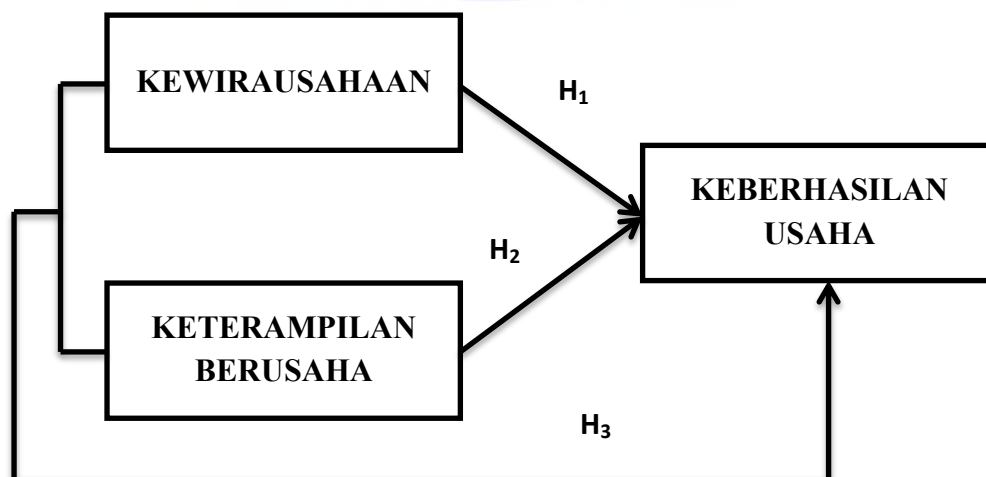 KEWIRAUSAHAAN
H₁
KEBERHASILAN
USAHA
H₂
KETERAMPILAN
BERUSAHA
H₃